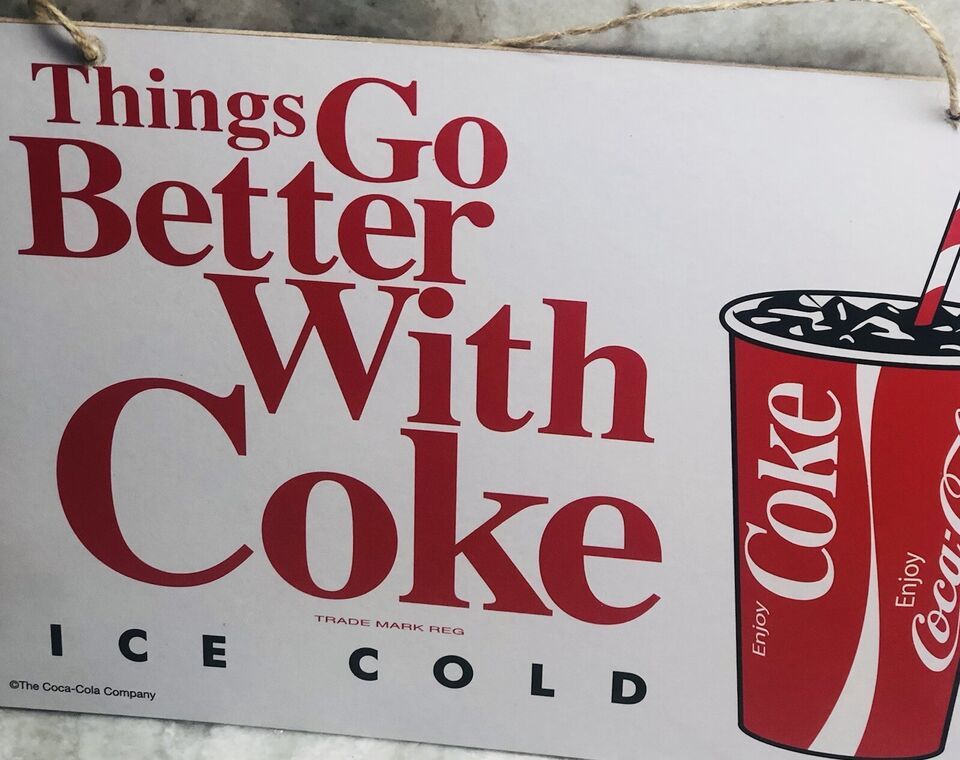 Things Go
Better
With
Coke
TRADE MARK REG
ICE COLD
©The Coca-Cola Company
Enjoy Coke
Enjoy